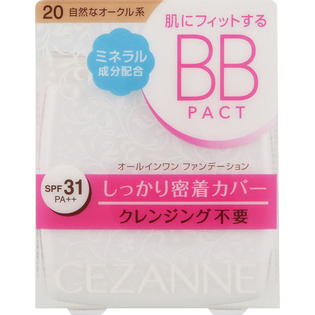 20 自然なオークル系
肌にフィットする
ミネラル
成分配合
BB
PACT
オールインワン ファンデーション
SPF 31
PA++
しっかり密着カバー
クレンジング 不要
CEZANNE